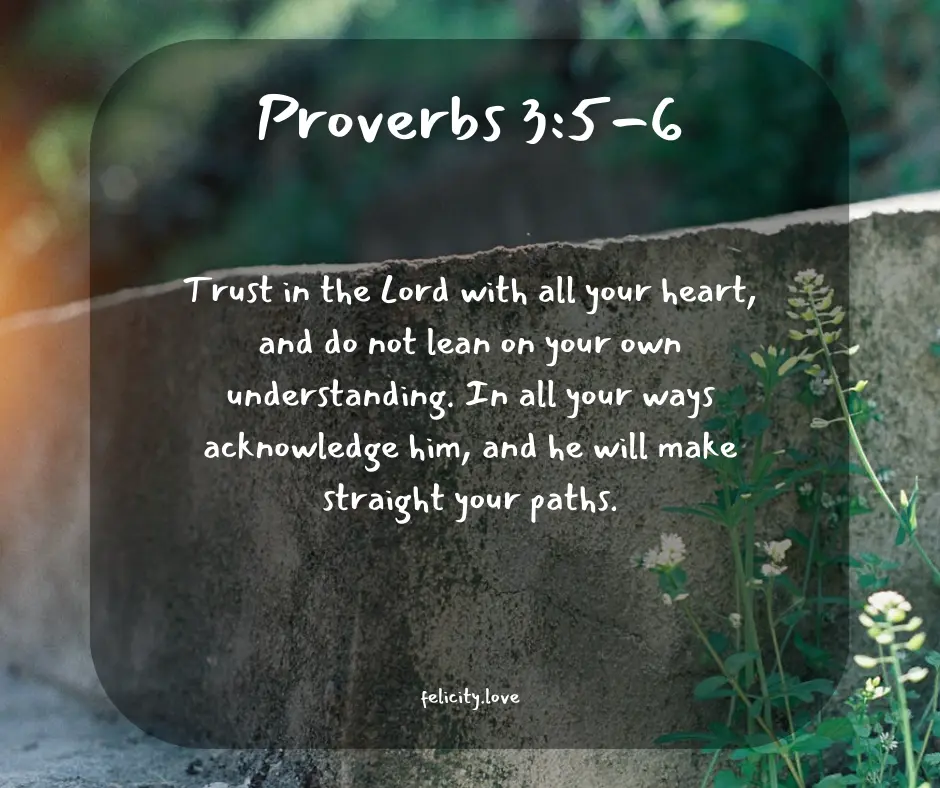 Proverbs 3:5-6
Trust in the Lord with all your heart,
and do not lean on your own
understanding. In all your ways
acknowledge him, and he will make
straight your paths.
felicity.love